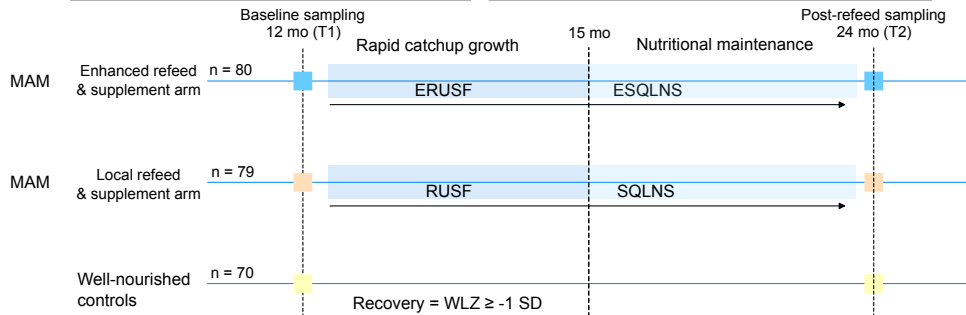 Baseline sampling
12 mo (T1)
Rapid catchup growth
15 mo
Nutritional maintenance
Post-refeed sampling
24 mo (T2)
MAM
Enhanced refeed
& supplement arm
n = 80
ERUSF
ESQLNS
MAM
Local refeed
& supplement arm
n = 79
RUSF
SQLNS
Well-nourished
controls
n = 70
Recovery = WLZ ≥ -1 SD